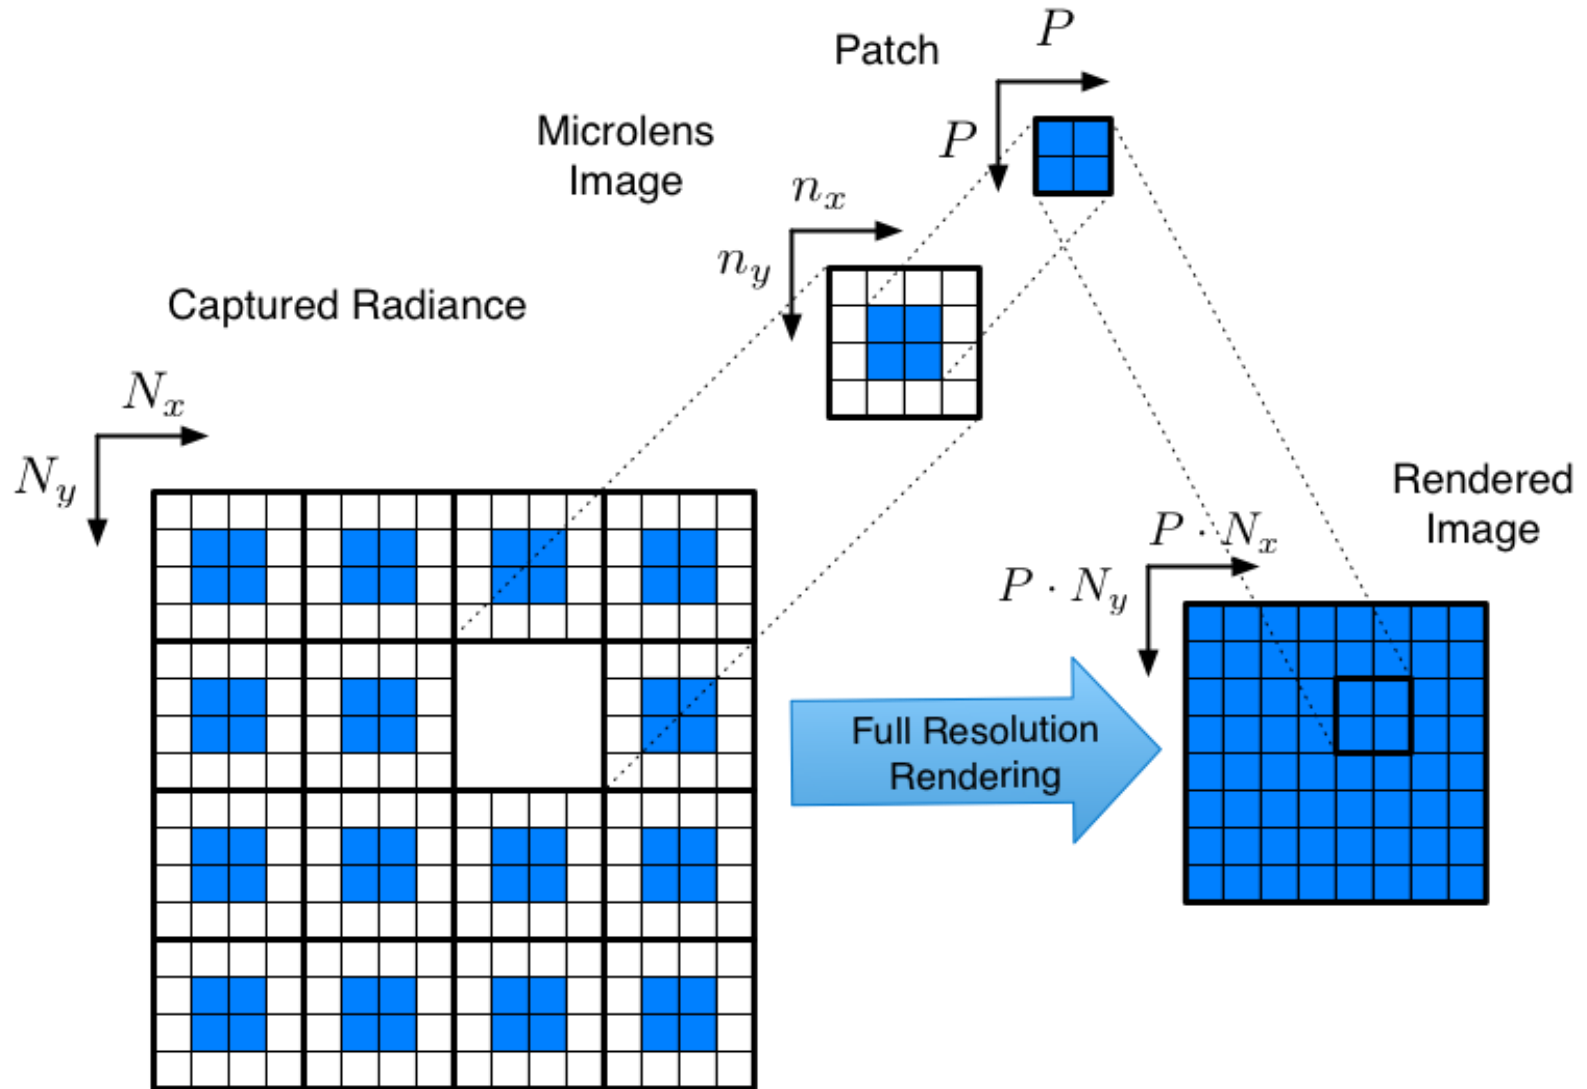 Patch
P
P
Microlens
Image
n_x
n_y
Captured Radiance
N_x
N_y
Rendered
Image
P · N_x
P · N_y
Full Resolution
Rendering